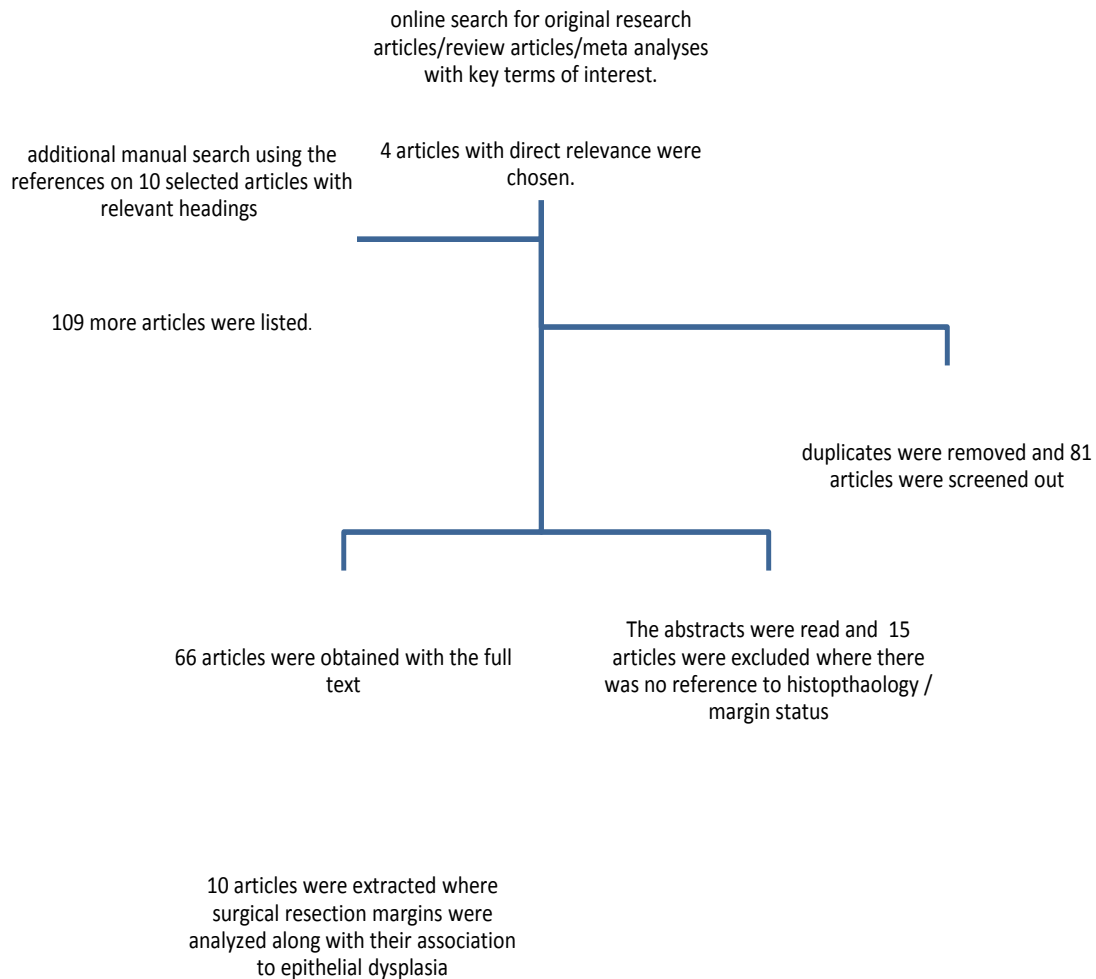 online search for original research
articles/review articles/meta analyses
with key terms of interest.
additional manual search using the
references on 10 selected articles with
relevant headings
4 articles with direct relevance were
chosen.
109 more articles were listed.
duplicates were removed and 81
articles were screened out
66 articles were obtained with the full
text
The abstracts were read and 15
articles were excluded where there
was no reference to histopthaology /
margin status
10 articles were extracted where
surgical resection margins were
analyzed along with their association
to epithelial dysplasia